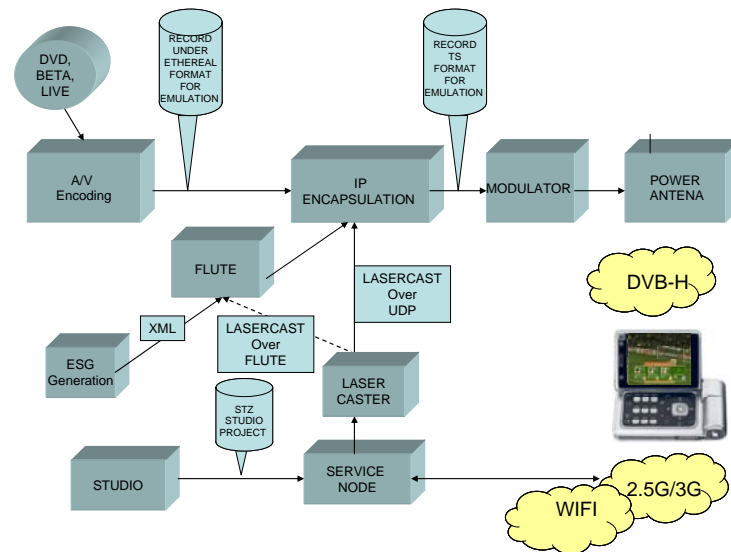 DVD,
BETA,
LIVE
RECORD
UNDER
ETHEREAL
FORMAT
FOR
EMULATION
RECORD
TS
FORMAT
FOR
EMULATION
A/V
Encoding
IP
ENCAPSULATION
MODULATOR
POWER
ANTENA
FLUTE
DVB-H
LASERCAST
Over
UDP
XML
LASERCAST
Over
FLUTE
ESG
Generation
LASER
CASTER
STZ
STUDIO
PROJECT
STUDIO
SERVICE
NODE
2.5G/3G
WIFI